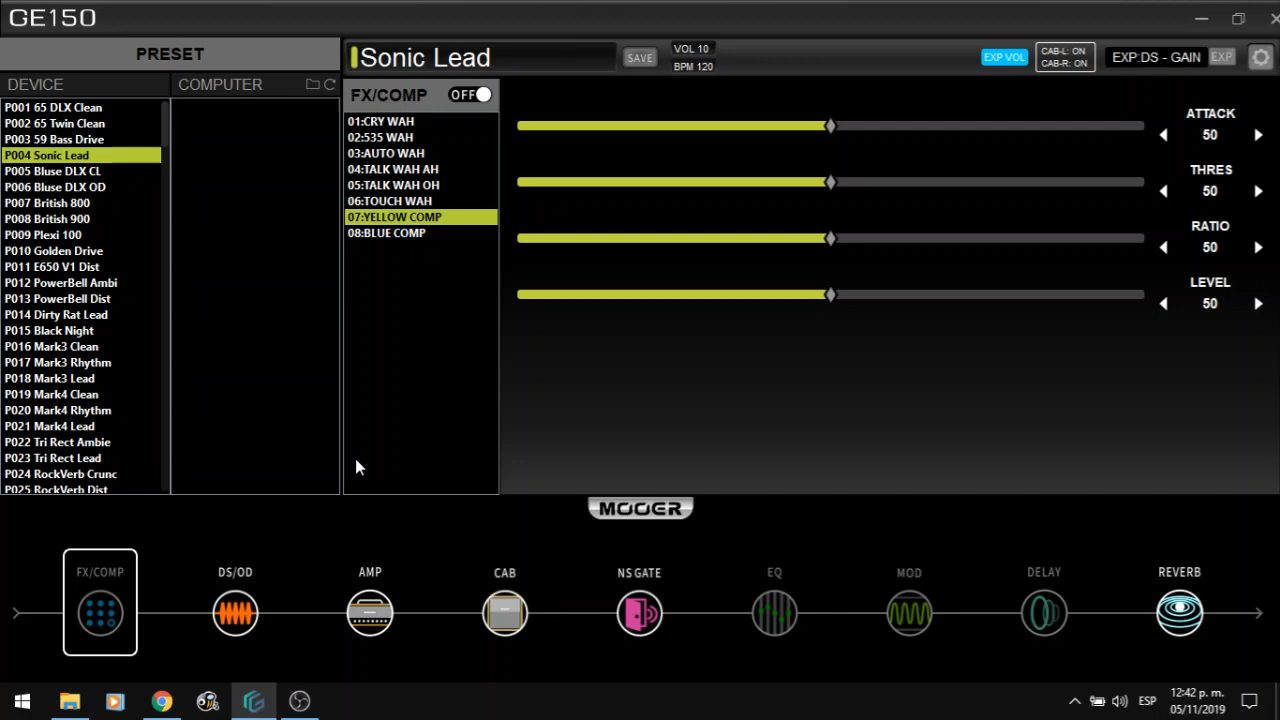 GE150
PRESET
DEVICE
COMPUTER
P001 65 DLX Clean
P002 65 Twin Clean
P003 59 Bass Drive
P004 Sonic Lead
P005 Bluse DLX CL
P006 Bluse DLX OD
P007 British 800
P008 British 900
P009 Plexi 100
P010 Golden Drive
P011 E650 V1 Dist
P012 PowerBell Ambi
P013 PowerBell Dist
P014 Dirty Rat Lead
P015 Black Night
P016 Mark3 Clean
P017 Mark3 Rhythm
P018 Mark3 Lead
P019 Mark4 Clean
P020 Mark4 Rhythm
P021 Mark4 Lead
P022 Tri Rect Ambie
P023 Tri Rect Lead
P024 RockVerb Crunc
P025 RockVerb Dist
Sonic Lead
SAVE
VOL 10
BPM 120
EXP VOL
CAB-L: ON
CAB-R: ON
EXP:DS - GAIN
EXP
FX/COMP
OFF
01:CRY WAH
02:535 WAH
03:AUTO WAH
04:TALK WAH AH
05:TALK WAH OH
06:TOUCH WAH
07:YELLOW COMP
08:BLUE COMP
ATTACK
50
THRES
50
RATIO
50
LEVEL
50
MOOER
FX/COMP
DS/OD
AMP
CAB
NS GATE
EQ
MOD
DELAY
REVERB
ESP
12:42 p. m.
05/11/2019